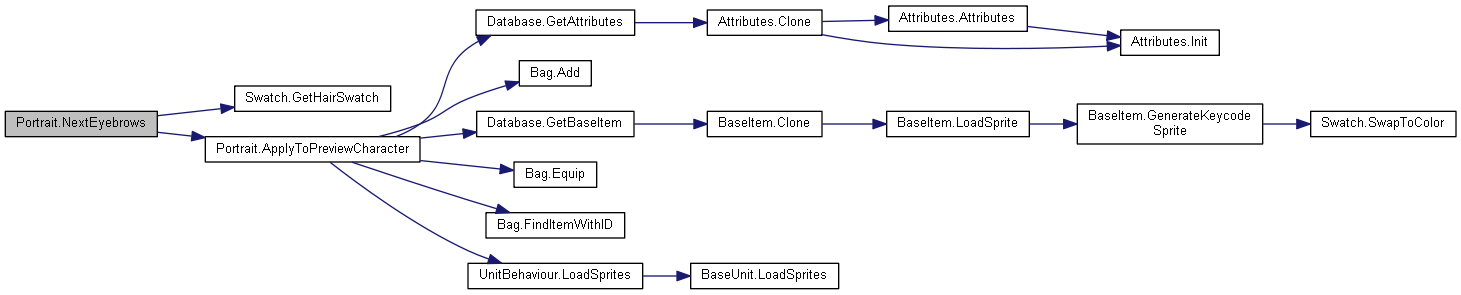 Portrait.NextEyebrows
Swatch.GetHairSwatch
Portrait.ApplyToPreviewCharacter
Database.GetAttributes
Bag.Add
Database.GetBaseItem
Bag.Equip
Bag.FindItemWithID
UnitBehaviour.LoadSprites
Attributes.Clone
BaseItem.Clone
BaseUnit.LoadSprites
Attributes.Attributes
BaseItem.LoadSprite
Attributes.Init
BaseItem.GenerateKeycode
Sprite
Swatch.SwapToColor